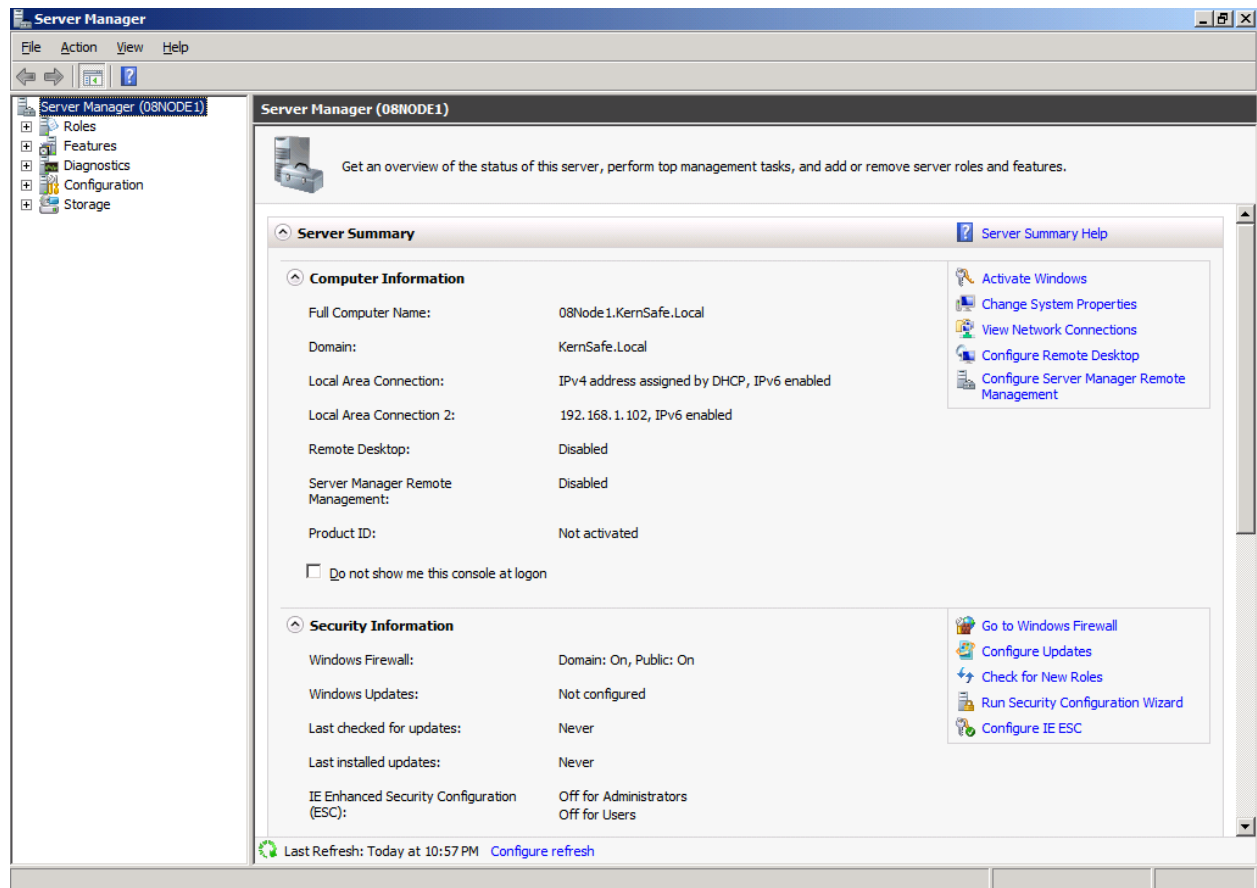 Server Manager
File Action View Help
Server Manager (08NODE1)
Roles
Features
Diagnostics
Configuration
Storage
Server Manager (08NODE1)
Get an overview of the status of this server, perform top management tasks, and add or remove server roles and features.
Server Summary
Server Summary Help
Computer Information
Full Computer Name: 08Node1.KernSafe.Local
Domain: KernSafe.Local
Local Area Connection: IPv4 address assigned by DHCP, IPv6 enabled
Local Area Connection 2: 192.168.1.102, IPv6 enabled
Remote Desktop: Disabled
Server Manager Remote Disabled
Management:
Product ID: Not activated
Do not show me this console at logon
Activate Windows
Change System Properties
View Network Connections
Configure Remote Desktop
Configure Server Manager Remote
Management
Security Information
Windows Firewall: Domain: On, Public: On
Windows Updates: Not configured
Last checked for updates: Never
Last installed updates: Never
IE Enhanced Security Configuration Off for Administrators
(ESC): Off for Users
Go to Windows Firewall
Configure Updates
Check for New Roles
Run Security Configuration Wizard
Configure IE ESC
Last Refresh: Today at 10:57 PM Configure refresh